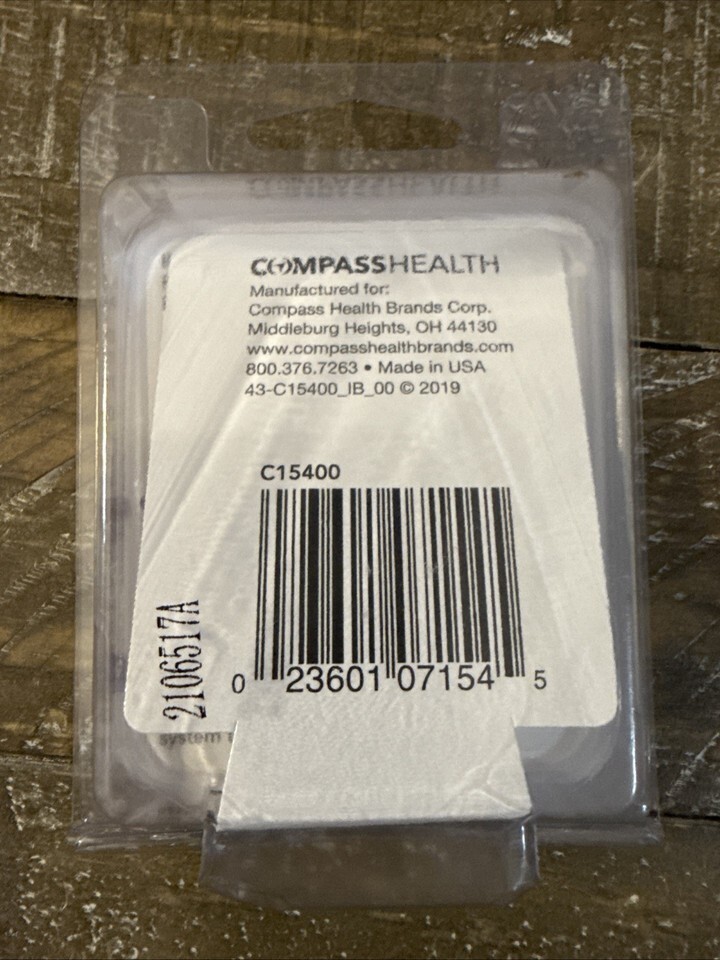 COMPASSHEALTH
Manufactured for:
Compass Health Brands Corp.
Middleburg Heights, OH 44130
www.compasshealthbrands.com
800.376.7263 • Made in USA
43-C15400_IB_00 © 2019
C15400
2106517A
0 23601 07154 5
system